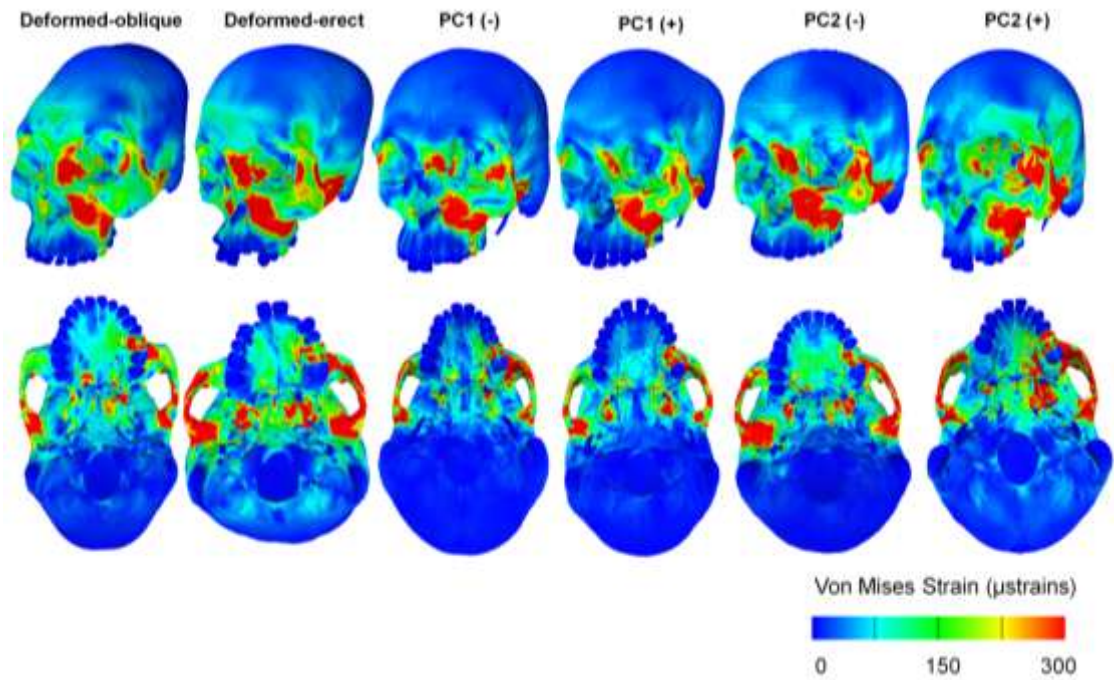 Deformed-oblique Deformed-erect PC1 (-) PC1 (+) PC2 (-) PC2 (+)
Von Mises Strain (µstrains)
0 150 300